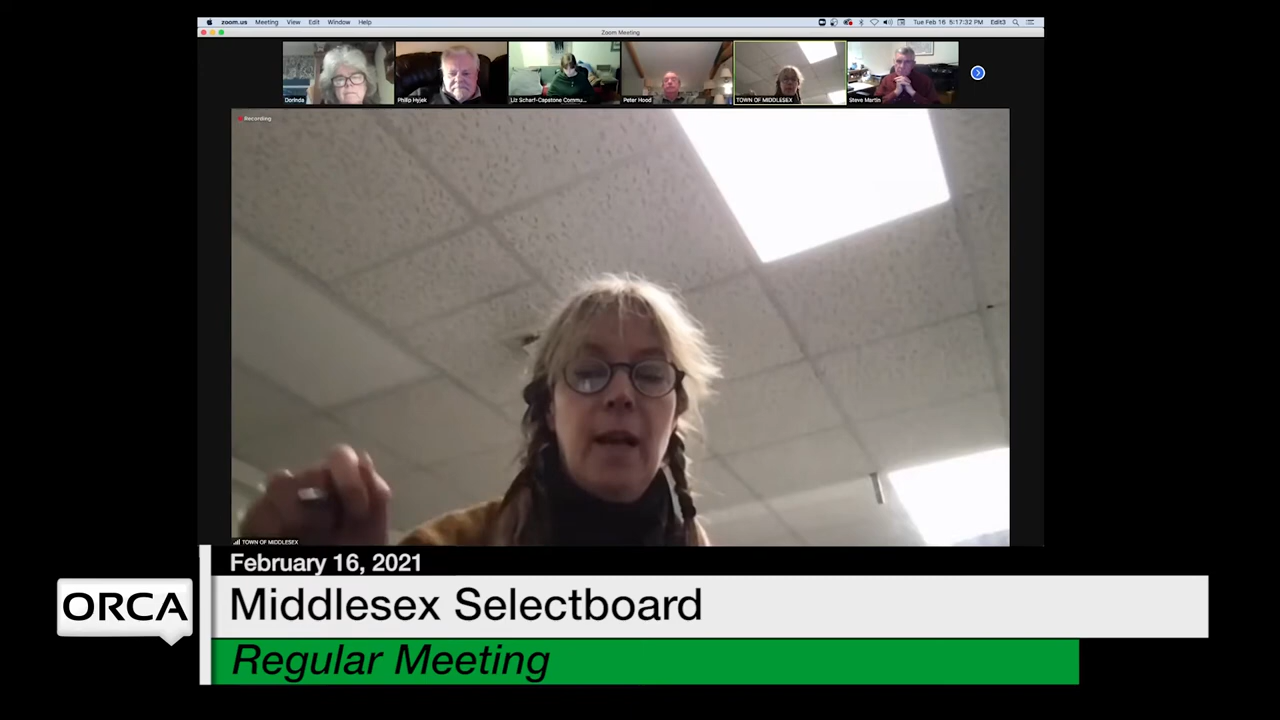 zoom.us Meeting View Edit Window Help Tue Feb 16 5:17:32 PM Edit3
Zoom Meeting
Dorinda Philip Hyjek Liz Scharf-Capstone Commu... Peter Hood TOWN OF MIDDLESEX Steve Martin
Recording
TOWN OF MIDDLESEX
February 16, 2021
ORCA
Middlesex Selectboard
Regular Meeting